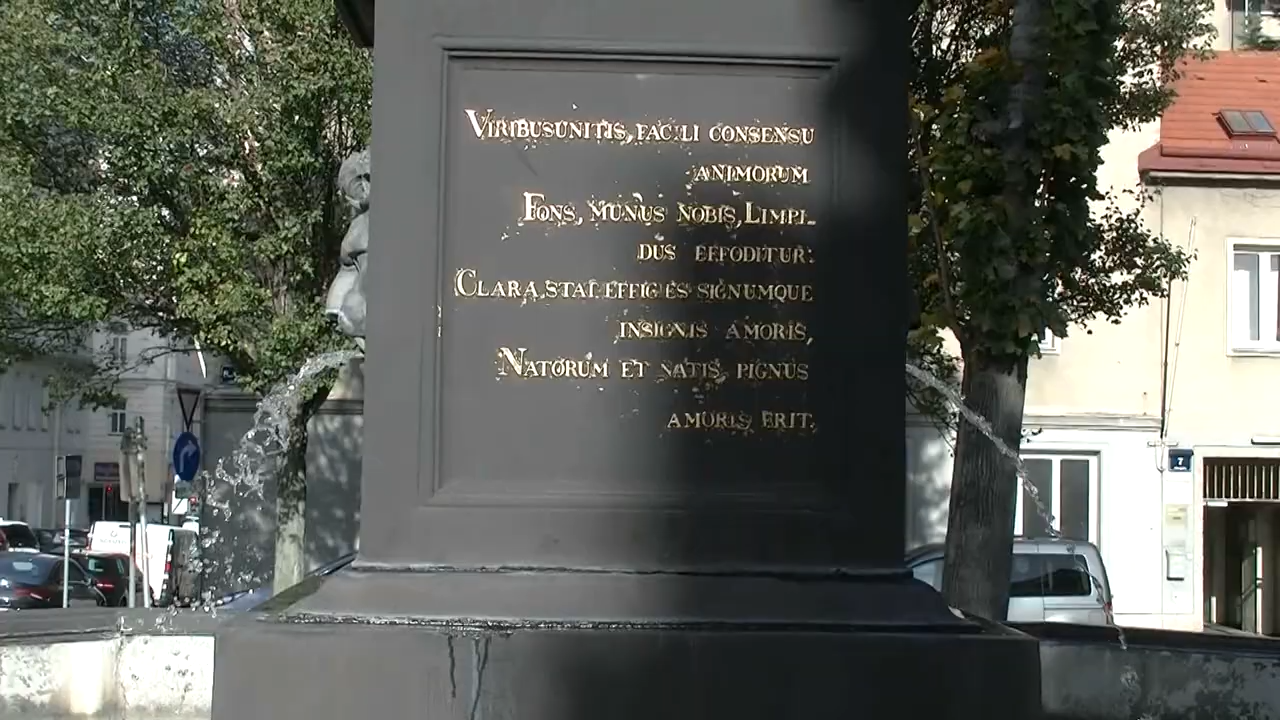 VIRIBUSUNITIS, FACILI CONSENSU
ANIMORUM
FONS, MUNUS NOBIS, LIMPI-
DUS EFFODITUR:
CLARA, STAT. EFFIGIES SIGNUMQUE
INSIGNIS AMORIS,
NATORUM ET NATIS, PIGNUS
AMORIS ERIT.
7